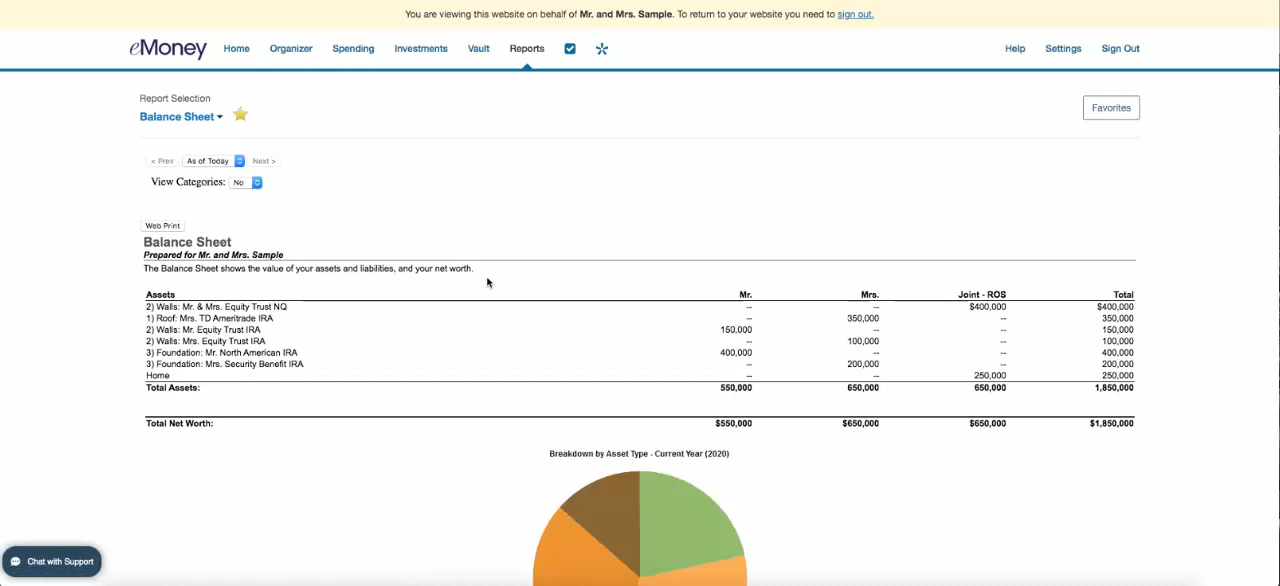 You are viewing this website on behalf of Mr. and Mrs. Sample. To return to your website you need to sign out.
eMoney Home Organizer Spending Investments Vault Reports Help Settings Sign Out
Report Selection
Balance Sheet
Favorites
< Prev As of Today Next >
View Categories: No
Web Print
Balance Sheet
Prepared for Mr. and Mrs. Sample
The Balance Sheet shows the value of your assets and liabilities, and your net worth.
Assets Mr. Mrs. Joint - ROS Total
2) Walls: Mr. & Mrs. Equity Trust NQ -- -- $400,000 $400,000
1) Roof: Mrs. TD Ameritrade IRA -- 350,000 -- 350,000
2) Walls: Mr. Equity Trust IRA 150,000 -- -- 150,000
2) Walls: Mrs. Equity Trust IRA -- 100,000 -- 100,000
3) Foundation: Mr. North American IRA 400,000 -- -- 400,000
3) Foundation: Mrs. Security Benefit IRA -- 200,000 -- 200,000
Home -- -- 250,000 250,000
Total Assets: 550,000 650,000 650,000 1,850,000
Total Net Worth: $550,000 $650,000 $650,000 $1,850,000
Breakdown by Asset Type - Current Year (2020)
Chat with Support